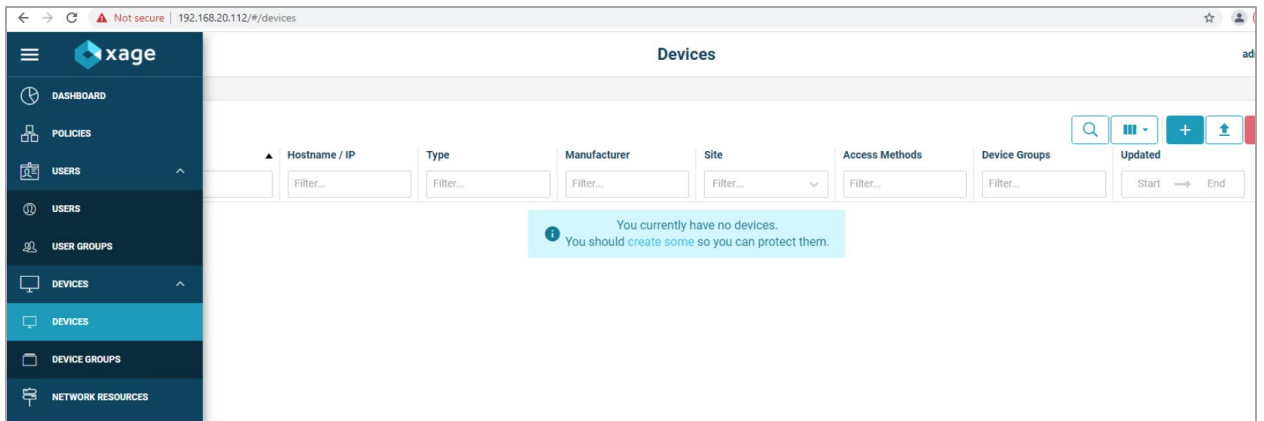 Not secure | 192.168.20.112/#/devices
xage
Devices
DASHBOARD
POLICIES
USERS
USERS
USER GROUPS
DEVICES
DEVICES
DEVICE GROUPS
NETWORK RESOURCES
Hostname / IP Type Manufacturer Site Access Methods Device Groups Updated
Filter... Filter... Filter... Filter... Filter... Filter... Start End
You currently have no devices.
You should create some so you can protect them.